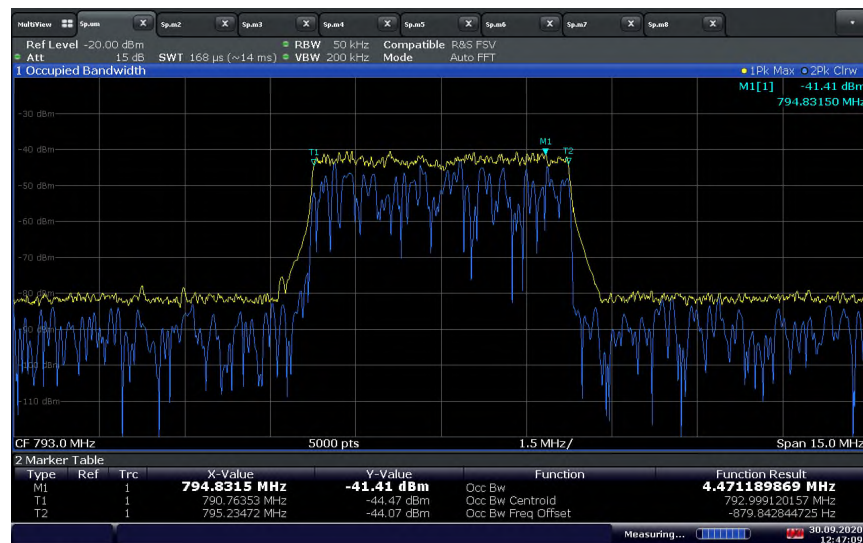 MultiView Sp.um X Sp.m2 X Sp.m3 X Sp.m4 X Sp.m5 X Sp.m6 X Sp.m7 X Sp.m8 X
Ref Level -20.00 dBm RBW 50 kHz Compatible R&S FSV
Att 15 dB SWT 168 µs (~14 ms) VBW 200 kHz Mode Auto FFT
1 Occupied Bandwidth 1Pk Max 2Pk Clrw
M1[1] -41.41 dBm
794.83150 MHz
-30 dBm
-40 dBm
M1
T1 T2
-50 dBm
-60 dBm
-70 dBm
-80 dBm
-90 dBm
-100 dBm
-110 dBm
CF 793.0 MHz 5000 pts 1.5 MHz/ Span 15.0 MHz
2 Marker Table
Type Ref Trc X-Value Y-Value Function Function Result
M1 1 794.8315 MHz -41.41 dBm Occ Bw 4.471189869 MHz
T1 1 790.76353 MHz -44.47 dBm Occ Bw Centroid 792.999120157 MHz
T2 1 795.23472 MHz -44.07 dBm Occ Bw Freq Offset -879.842844725 Hz
Measuring... 30.09.2020
12:47:09